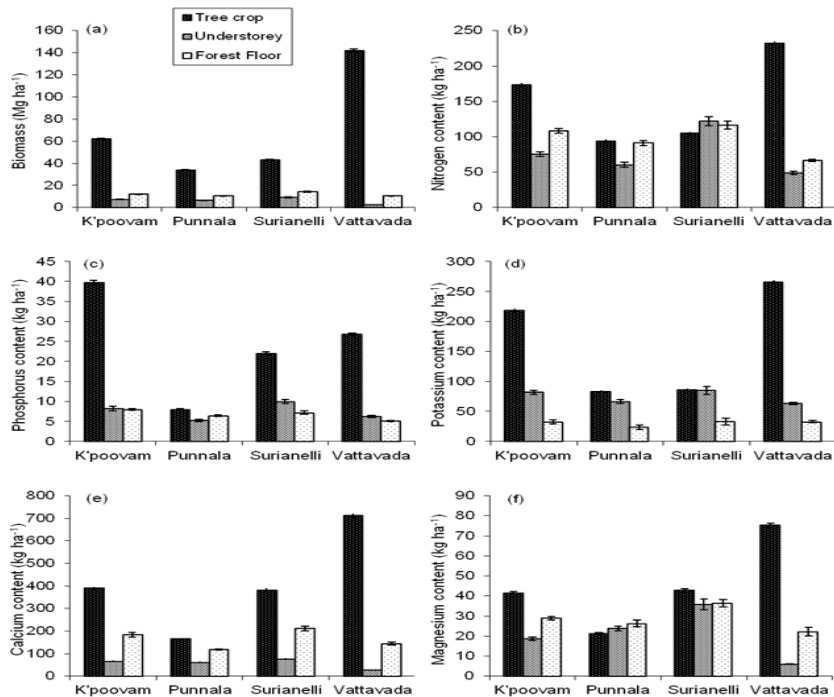 Tree crop
Understorey
Forest Floor
(a)
Biomass (Mg ha-1)
160
140
120
100
80
60
40
20
0
K'poovam Punnala Surianelli Vattavada
(b)
Nitrogen content (kg ha-1)
250
200
150
100
50
0
K'poovam Punnala Surianelli Vattavada
(c)
Phosphorus content (kg ha-1)
45
40
35
30
25
20
15
10
5
0
K'poovam Punnala Surianelli Vattavada
(d)
Potassium content (kg ha-1)
300
250
200
150
100
50
0
K'poovam Punnala Surianelli Vattavada
(e)
Calcium content (kg ha-1)
800
700
600
500
400
300
200
100
0
K'poovam Punnala Surianelli Vattavada
(f)
Magnesium content (kg ha-1)
90
80
70
60
50
40
30
20
10
0
K'poovam Punnala Surianelli Vattavada